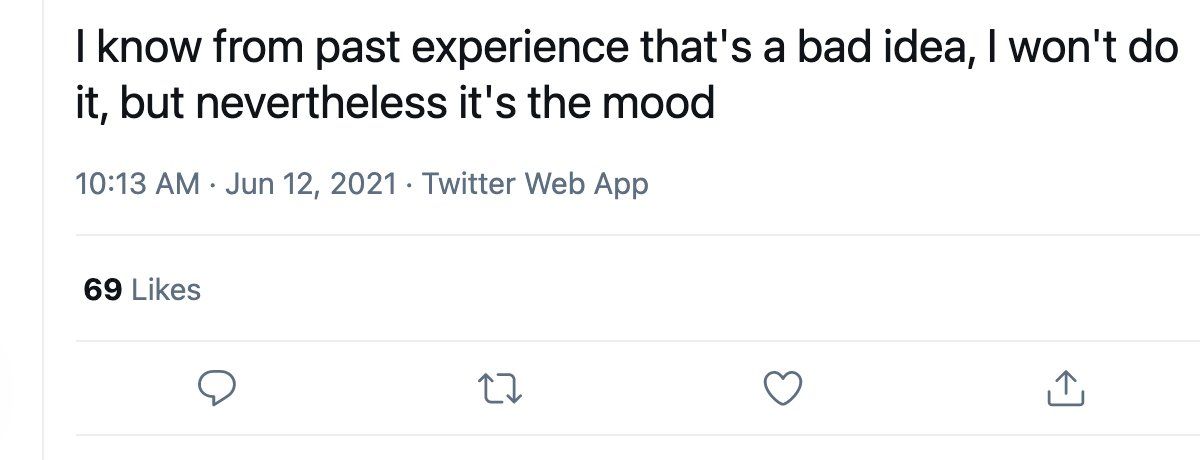 I know from past experience that's a bad idea, I won't do
it, but nevertheless it's the mood
10:13 AM · Jun 12, 2021 · Twitter Web App
69 Likes